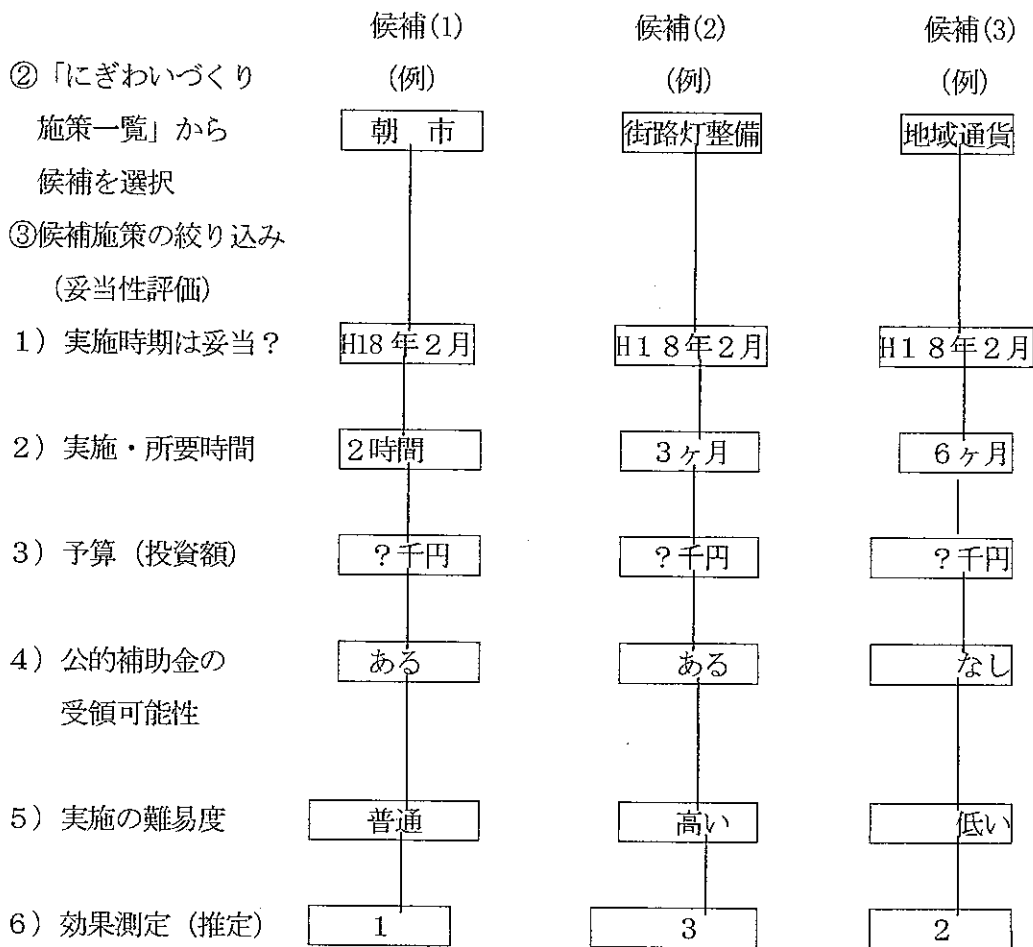 候補(1) 候補(2) 候補(3)
②「にぎわいづくり (例) (例) (例)
施策一覧」から 朝 市 街路灯整備 地域通貨
候補を選択
③候補施策の絞り込み
(妥当性評価)
1）実施時期は妥当？ H18年2月 H１８年２月 H１８年２月
2）実施・所要時間 2時間 3ヶ月 6ヶ月
3）予算（投資額） ？千円 ？千円 ？千円
4）公的補助金の ある ある なし
受領可能性
5）実施の難易度 普通 高い 低い
6）効果測定（推定） 1 3 2